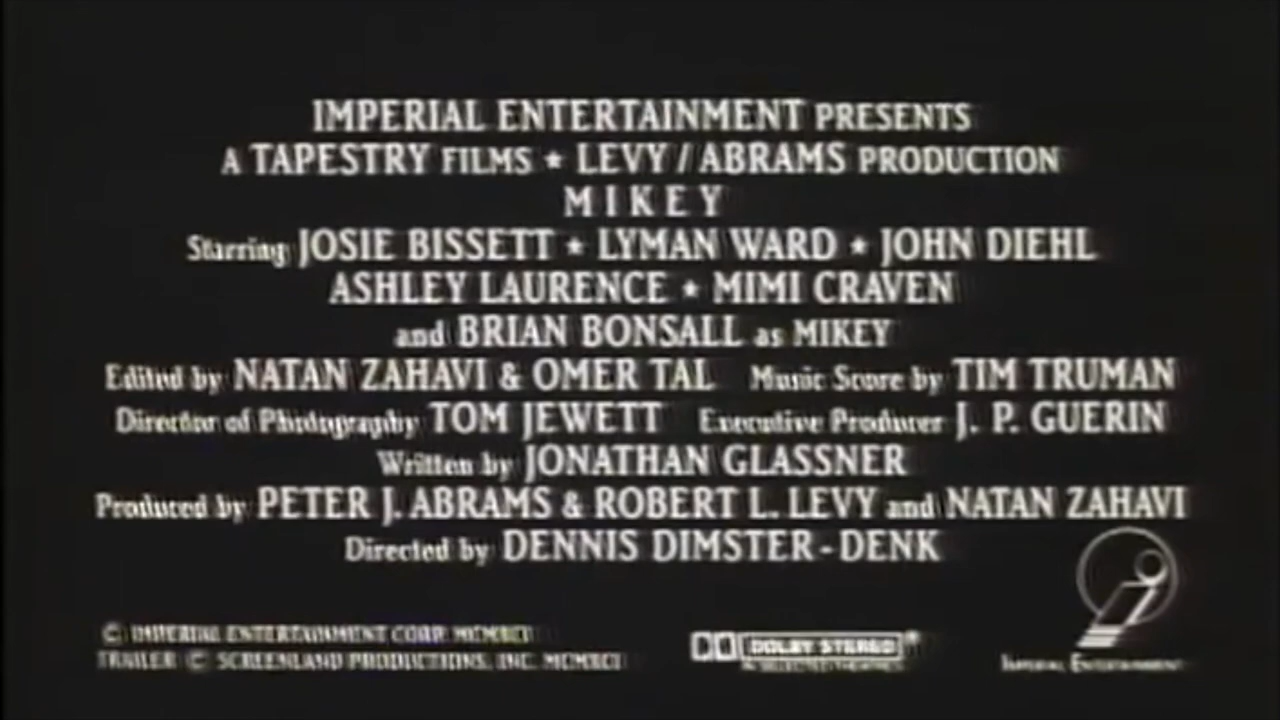 IMPERIAL ENTERTAINMENT PRESENTS
A TAPESTRY FILMS ★ LEVY / ABRAMS PRODUCTION
MIKEY
Starring JOSIE BISSETT ★ LYMAN WARD ★ JOHN DIEHL
ASHLEY LAURENCE ★ MIMI CRAVEN
and BRIAN BONSALL as MIKEY
Edited by NATAN ZAHAVI & OMER TAL Music Score by TIM TRUMAN
Director of Photography TOM JEWETT Executive Producer J. P. GUERIN
Written by JONATHAN GLASSNER
Produced by PETER J. ABRAMS & ROBERT L. LEVY and NATAN ZAHAVI
Directed by DENNIS DIMSTER-DENK
© IMPERIAL ENTERTAINMENT CORP.
TRAILER © SCREENLAND PRODUCTIONS, INC.
DOLBY STEREO
IN SELECTED THEATRES
IMPERIAL ENTERTAINMENT